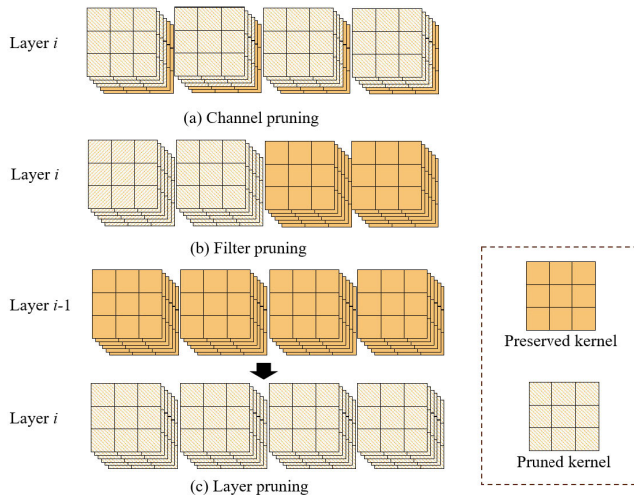 Layer i
(a) Channel pruning
Layer i
(b) Filter pruning
Layer i-1
Layer i
(c) Layer pruning
Preserved kernel
Pruned kernel